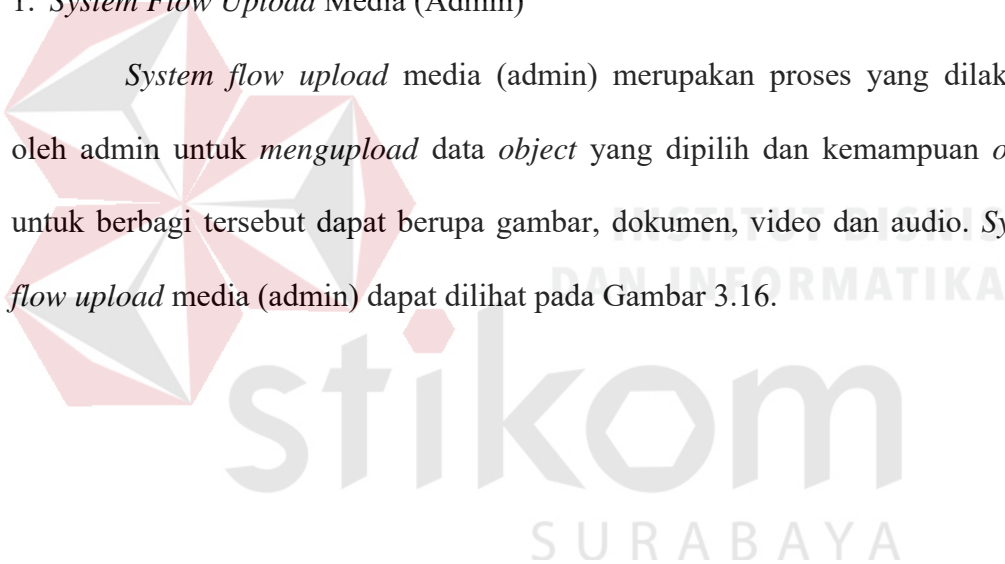 1. System Flow Upload Media (Admin)
System flow upload media (admin) merupakan proses yang dilak
oleh admin untuk mengupload data object yang dipilih dan kemampuan o
untuk berbagi tersebut dapat berupa gambar, dokumen, video dan audio. Sy
flow upload media (admin) dapat dilihat pada Gambar 3.16.
INSTITUT BISNIS
DAN INFORMATIKA
stikom
SURABAYA